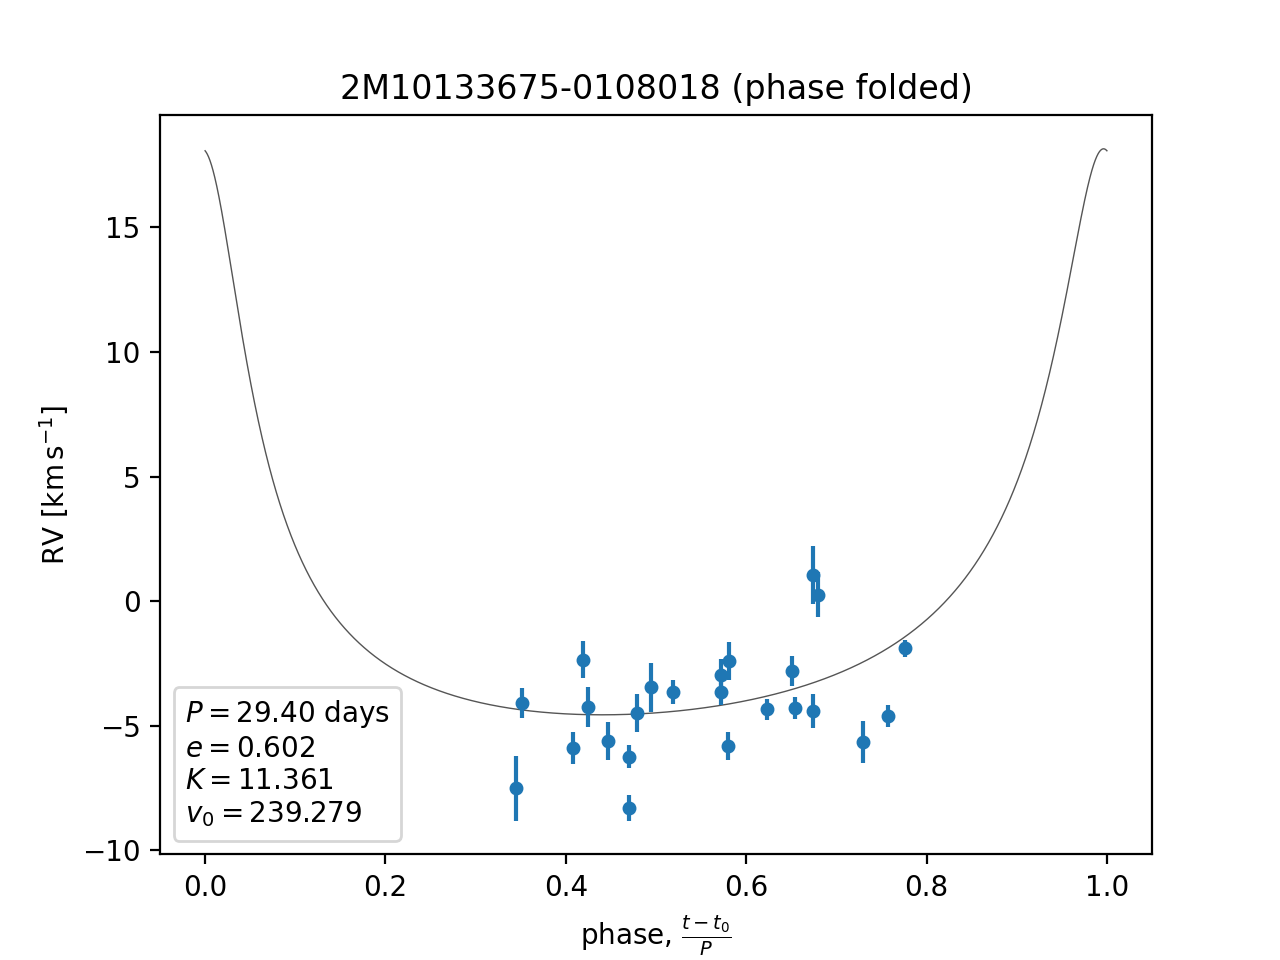 2M10133675-0108018 (phase folded)
RV [km s⁻¹]
15
10
5
0
−5
−10
P = 29.40 days
e = 0.602
K = 11.361
v₀ = 239.279
0.0 0.2 0.4 0.6 0.8 1.0
phase, (t − t₀)/P